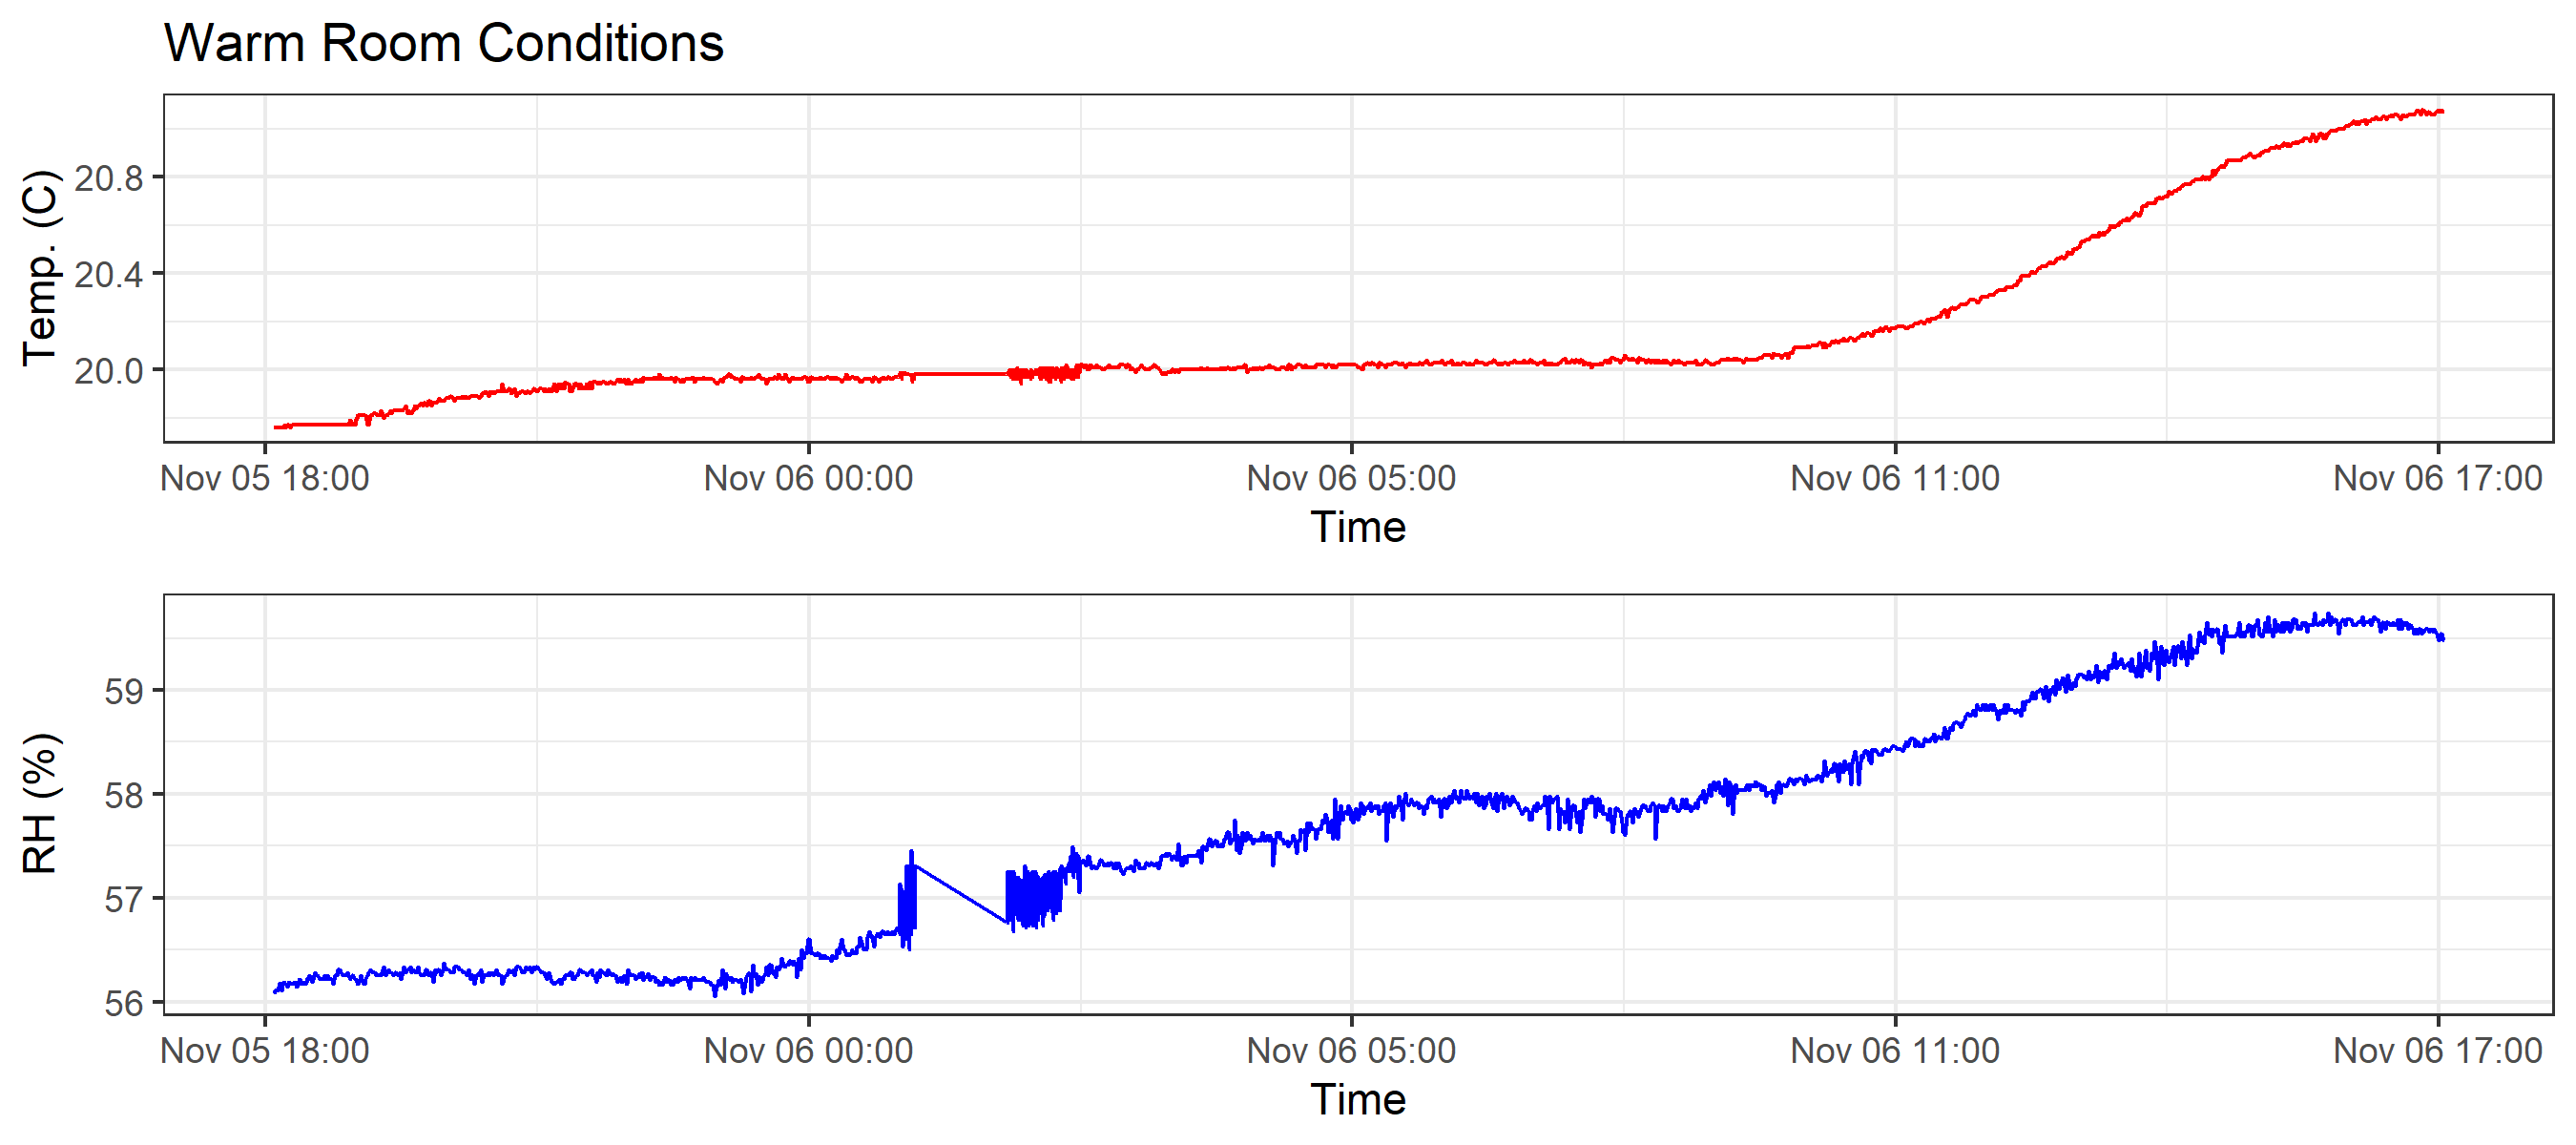 Warm Room Conditions
Temp. (C)
20.8
20.4
20.0
Nov 05 18:00 Nov 06 00:00 Nov 06 05:00 Nov 06 11:00 Nov 06 17:00
Time
RH (%)
59
58
57
56
Nov 05 18:00 Nov 06 00:00 Nov 06 05:00 Nov 06 11:00 Nov 06 17:00
Time